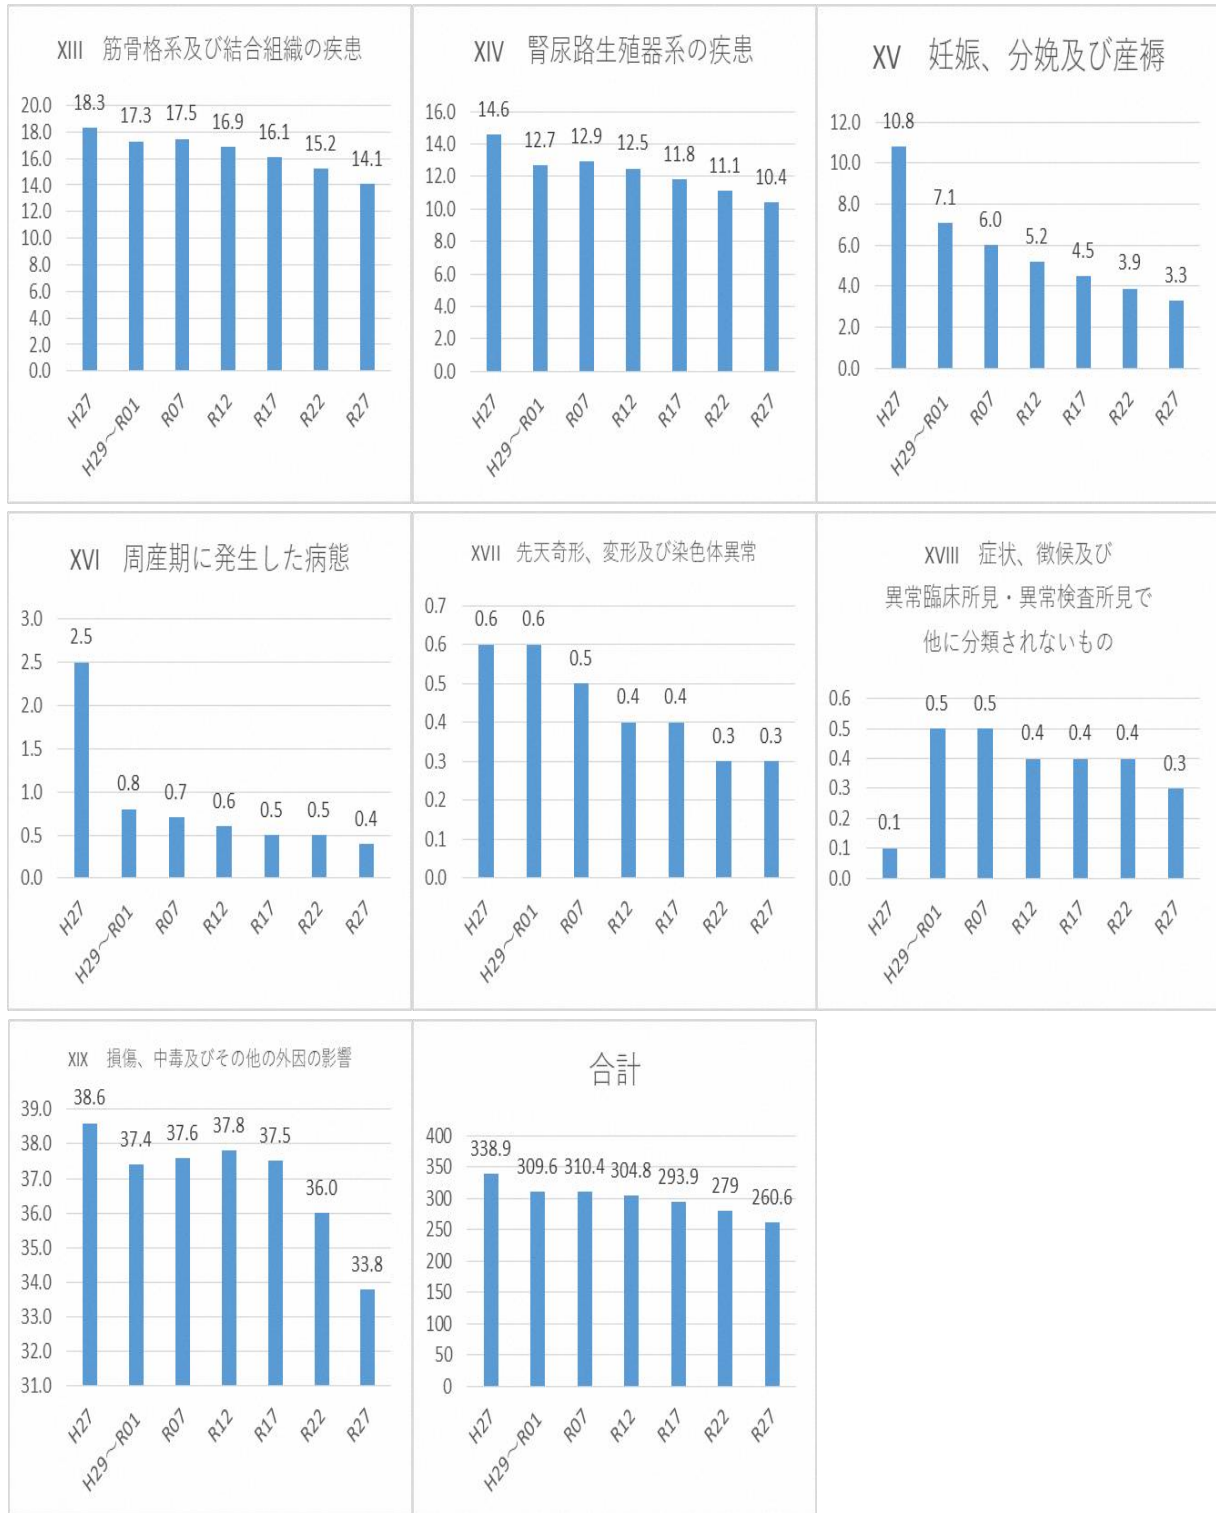 XIII 筋骨格系及び結合組織の疾患
20.0
18.0
16.0
14.0
12.0
10.0
8.0
6.0
4.0
2.0
0.0
18.3
17.3
17.5
16.9
16.1
15.2
14.1
H27
H29～R01
R07
R12
R17
R22
R27
XIV 腎尿路生殖器系の疾患
16.0
14.0
12.0
10.0
8.0
6.0
4.0
2.0
0.0
14.6
12.7
12.9
12.5
11.8
11.1
10.4
H27
H29～R01
R07
R12
R17
R22
R27
XV 妊娠、分娩及び産褥
12.0
10.0
8.0
6.0
4.0
2.0
0.0
10.8
7.1
6.0
5.2
4.5
3.9
3.3
H27
H29～R01
R07
R12
R17
R22
R27
XVI 周産期に発生した病態
3.0
2.5
2.0
1.5
1.0
0.5
0.0
2.5
0.8
0.7
0.6
0.5
0.5
0.4
H27
H29～R01
R07
R12
R17
R22
R27
XVII 先天奇形、変形及び染色体異常
0.7
0.6
0.5
0.4
0.3
0.2
0.1
0.0
0.6
0.6
0.5
0.4
0.4
0.3
0.3
H27
H29～R01
R07
R12
R17
R22
R27
XVIII 症状、徴候及び
異常臨床所見・異常検査所見で
他に分類されないもの
0.6
0.5
0.4
0.3
0.2
0.1
0.0
0.1
0.5
0.5
0.4
0.4
0.4
0.3
H27
H29～R01
R07
R12
R17
R22
R27
XIX 損傷、中毒及びその他の外因の影響
39.0
38.0
37.0
36.0
35.0
34.0
33.0
32.0
31.0
38.6
37.4
37.6
37.8
37.5
36.0
33.8
H27
H29～R01
R07
R12
R17
R22
R27
合計
400
350
300
250
200
150
100
50
0
338.9
309.6
310.4
304.8
293.9
279
260.6
H27
H29～R01
R07
R12
R17
R22
R27